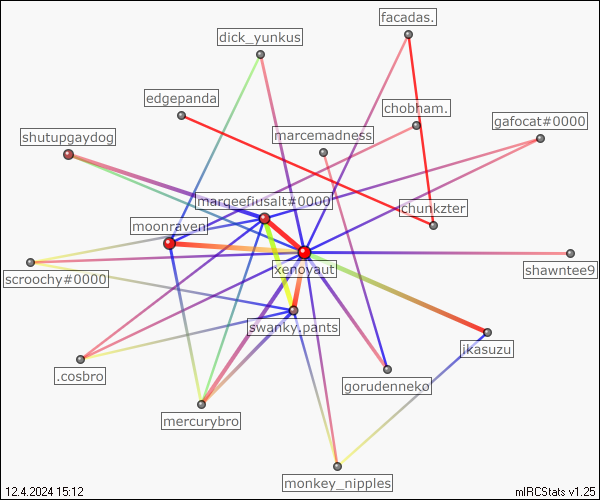 facadas.
dick_yunkus
edgepanda
chobham.
gafocat#0000
marcemadness
shutupgaydog
marqeefiusalt#0000
chunkzter
moonraven
xenoyaut
shawntee9
scroochy#0000
swanky.pants
ikasuzu
.cosbro
gorudennekø
mercurybro
monkey_nipples
12.4.2024 15:12
mIRCStats v1.25